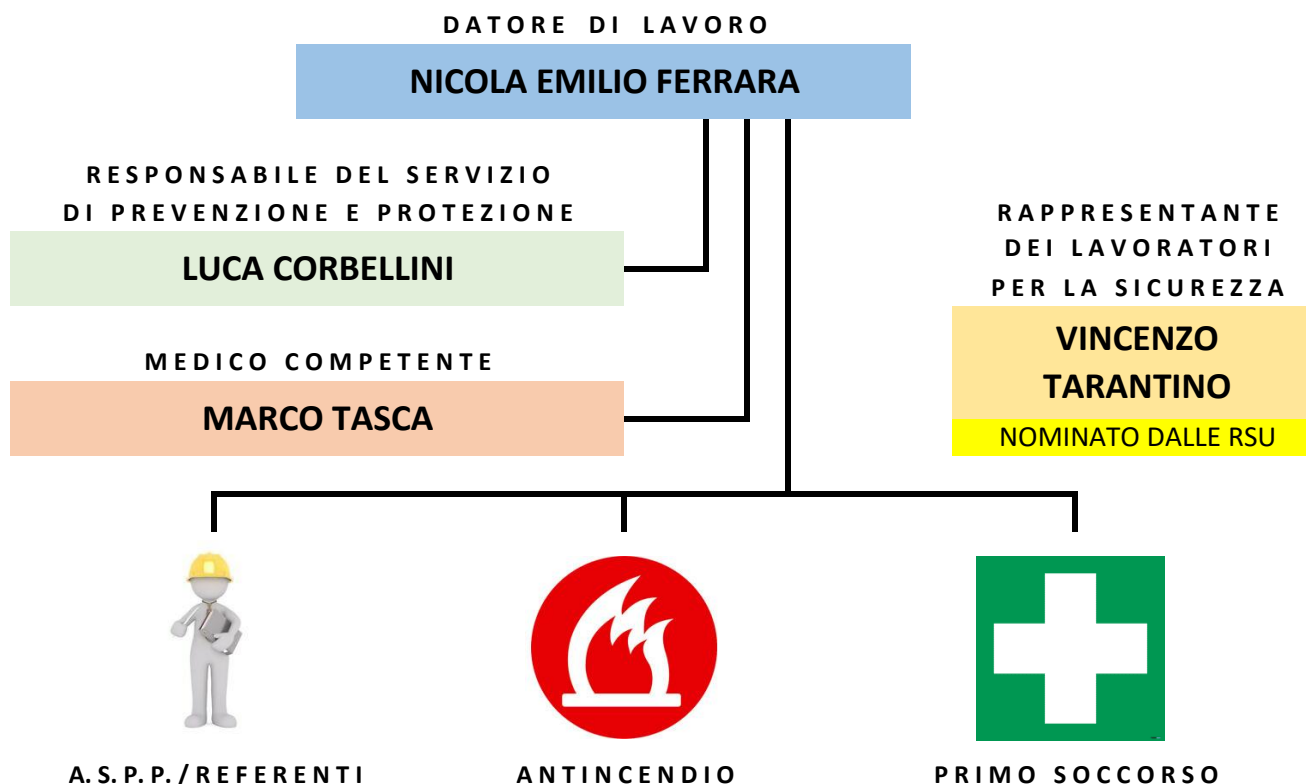 DATORE DI LAVORO
NICOLA EMILIO FERRARA
RESPONSABILE DEL SERVIZIO
DI PREVENZIONE E PROTEZIONE
LUCA CORBELLINI
MEDICO COMPETENTE
MARCO TASCA
RAPPRESENTANTE
DEI LAVORATORI
PER LA SICUREZZA
VINCENZO
TARANTINO
NOMINATO DALLE RSU
A.S.P.P./REFERENTI
ANTINCENDIO
PRIMO SOCCORSO